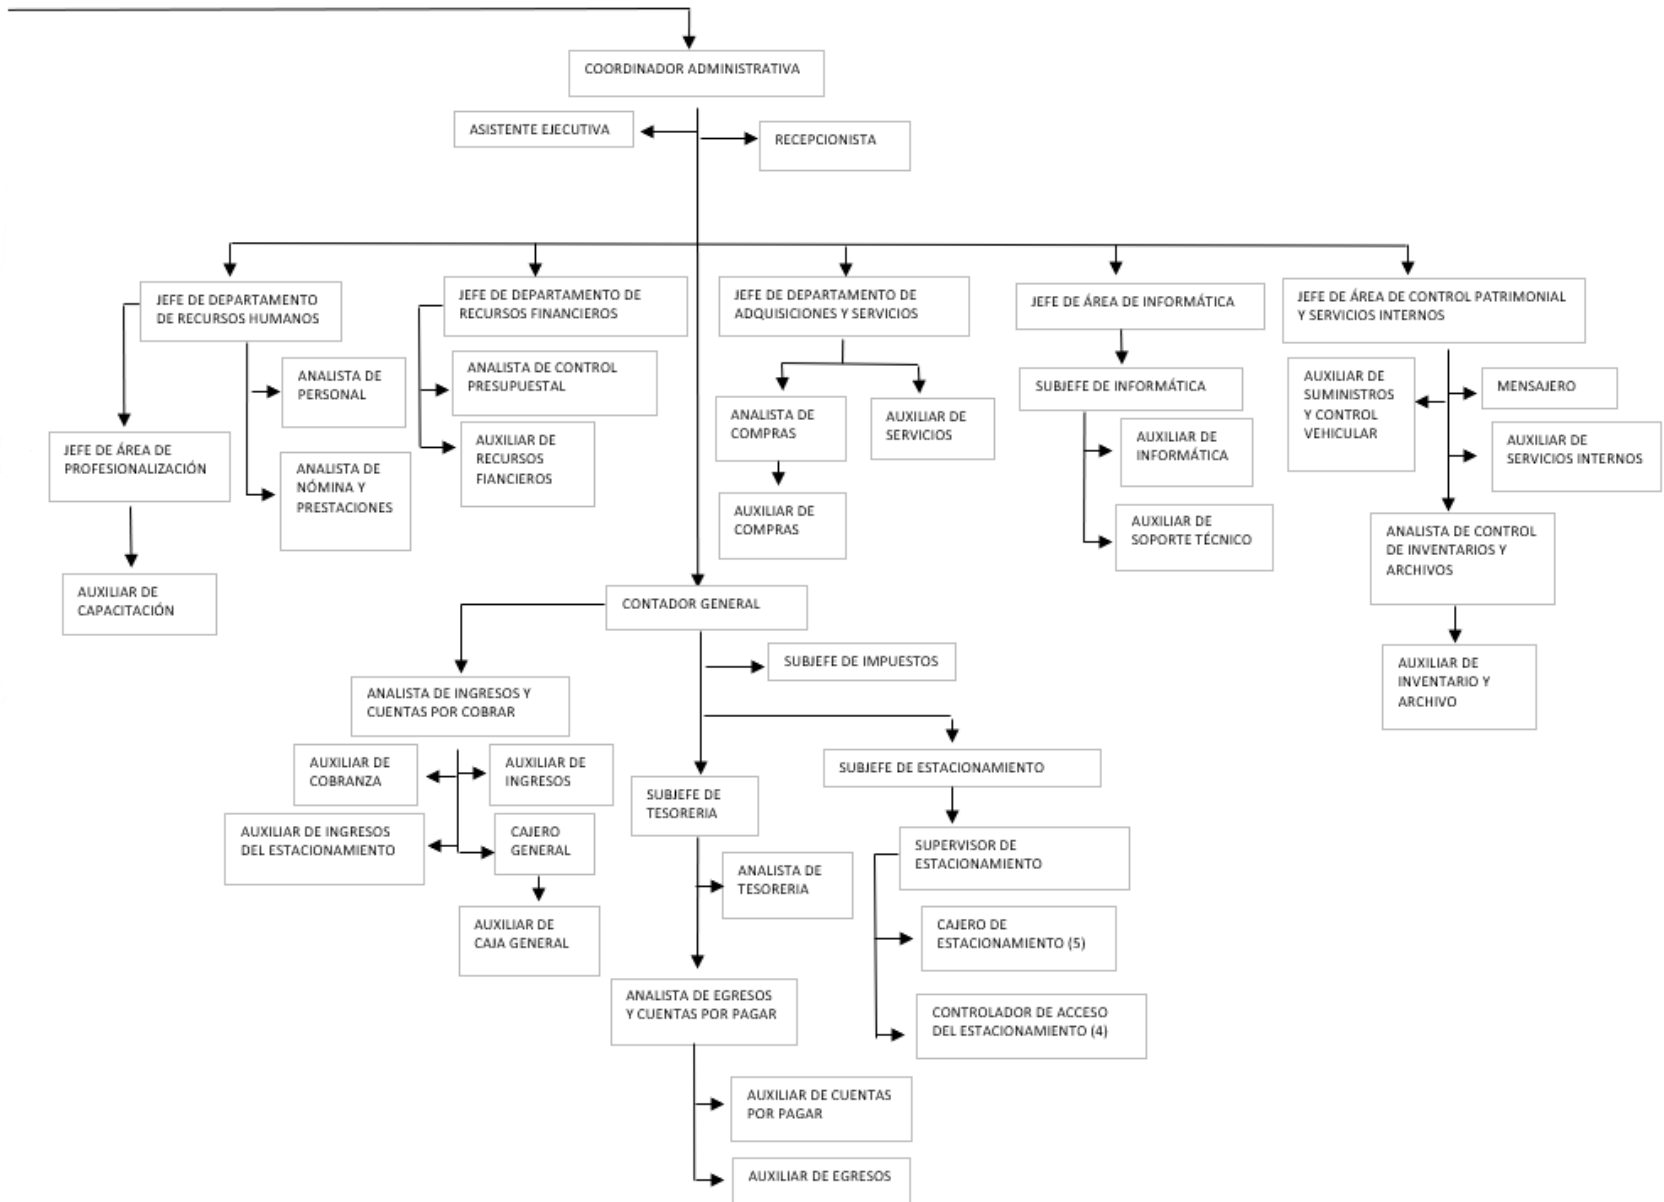 COORDINADOR ADMINISTRATIVA
ASISTENTE EJECUTIVA
RECEPCIONISTA
JEFE DE DEPARTAMENTO
DE RECURSOS HUMANOS
JEFE DE DEPARTAMENTO DE
RECURSOS FINANCIEROS
JEFE DE DEPARTAMENTO DE
ADQUISICIONES Y SERVICIOS
JEFE DE ÁREA DE INFORMÁTICA
JEFE DE ÁREA DE CONTROL PATRIMONIAL
Y SERVICIOS INTERNOS
ANALISTA DE
PERSONAL
ANALISTA DE CONTROL
PRESUPUESTAL
ANALISTA DE
COMPRAS
AUXILIAR DE
SERVICIOS
SUBJEFE DE INFORMÁTICA
AUXILIAR DE
SUMINISTROS
Y CONTROL
VEHICULAR
MENSAJERO
JEFE DE ÁREA DE
PROFESIONALIZACIÓN
ANALISTA DE
NÓMINA Y
PRESTACIONES
AUXILIAR DE
RECURSOS
FIANCIEROS
AUXILIAR DE
COMPRAS
AUXILIAR DE
INFORMÁTICA
AUXILIAR DE
SERVICIOS INTERNOS
AUXILIAR DE
SOPORTE TÉCNICO
ANALISTA DE CONTROL
DE INVENTARIOS Y
ARCHIVOS
AUXILIAR DE
CAPACITACIÓN
CONTADOR GENERAL
SUBJEFE DE IMPUESTOS
AUXILIAR DE
INVENTARIO Y
ARCHIVO
ANALISTA DE INGRESOS Y
CUENTAS POR COBRAR
AUXILIAR DE
COBRANZA
AUXILIAR DE
INGRESOS
SUBJEFE DE
TESORERIA
SUBJEFE DE ESTACIONAMIENTO
AUXILIAR DE INGRESOS
DEL ESTACIONAMIENTO
CAJERO
GENERAL
SUPERVISOR DE
ESTACIONAMIENTO
ANALISTA DE
TESORERIA
AUXILIAR DE
CAJA GENERAL
CAJERO DE
ESTACIONAMIENTO (5)
ANALISTA DE EGRESOS
Y CUENTAS POR PAGAR
CONTROLADOR DE ACCESO
DEL ESTACIONAMIENTO (4)
AUXILIAR DE CUENTAS
POR PAGAR
AUXILIAR DE EGRESOS